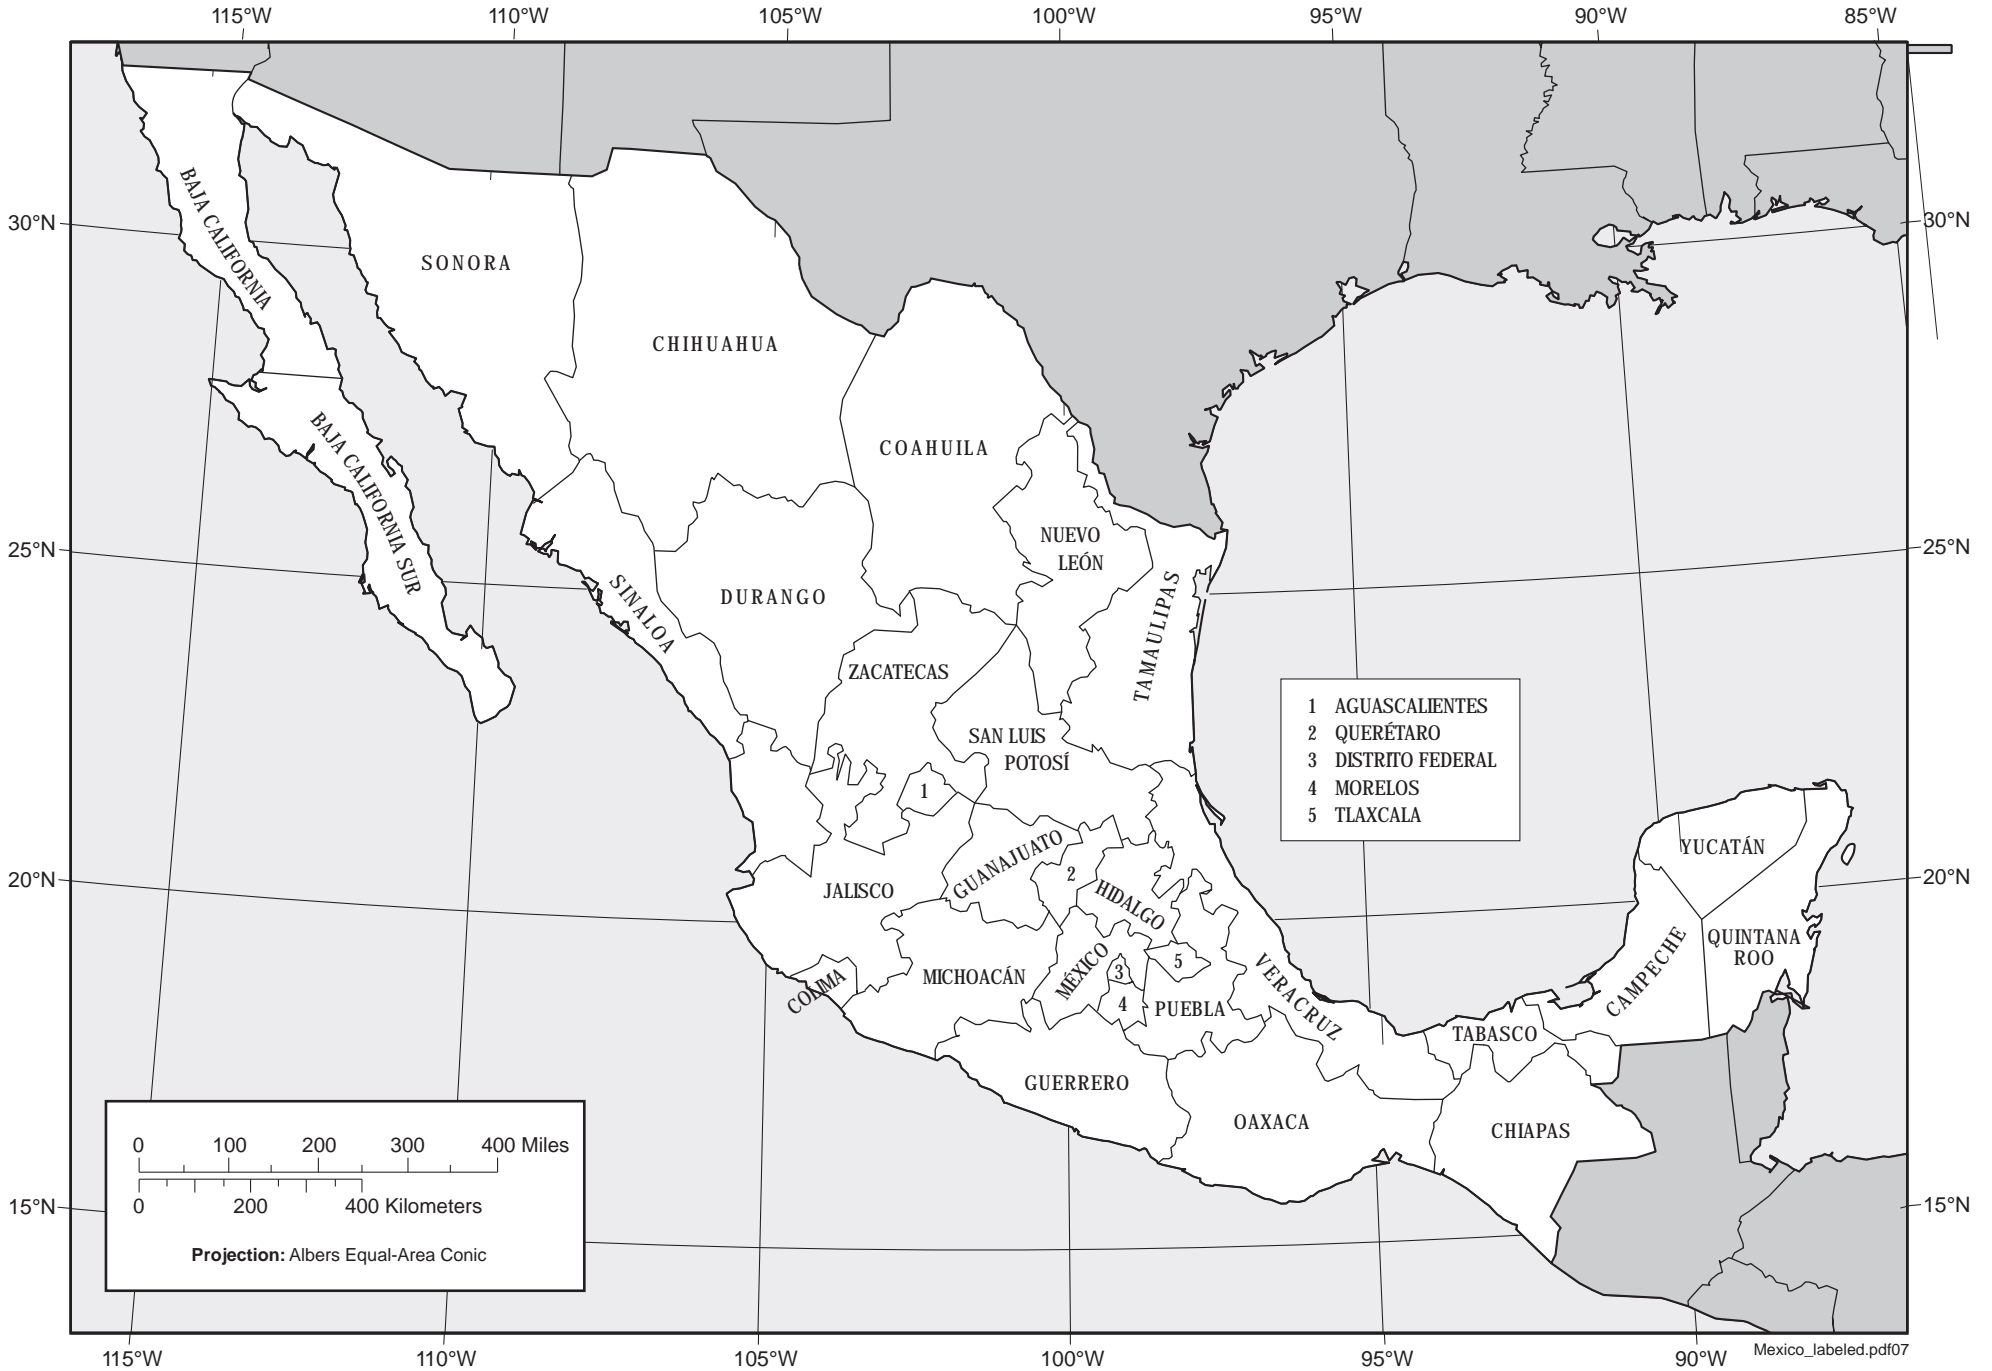 115°W 110°W 105°W 100°W 95°W 90°W 85°W
30°N 30°N
BAJA CALIFORNIA
SONORA
CHIHUAHUA
COAHUILA
BAJA CALIFORNIA SUR
25°N 25°N
NUEVO
LEÓN
SINALOA
DURANGO
TAMAULIPAS
ZACATECAS
SAN LUIS
POTOSÍ
1 AGUASCALIENTES
2 QUERÉTARO
3 DISTRITO FEDERAL
4 MORELOS
5 TLAXCALA
1
20°N 20°N
GUANAJUATO
2
JALISCO
HIDALGO
YUCATÁN
QUINTANA
ROO
CAMPECHE
COLIMA
MICHOACÁN
MÉXICO
3
5
4
PUEBLA
VERACRUZ
TABASCO
GUERRERO
OAXACA
CHIAPAS
0 100 200 300 400 Miles
0 200 400 Kilometers
Projection: Albers Equal-Area Conic
15°N 15°N
Mexico_labeled.pdf07
115°W 110°W 105°W 100°W 95°W 90°W